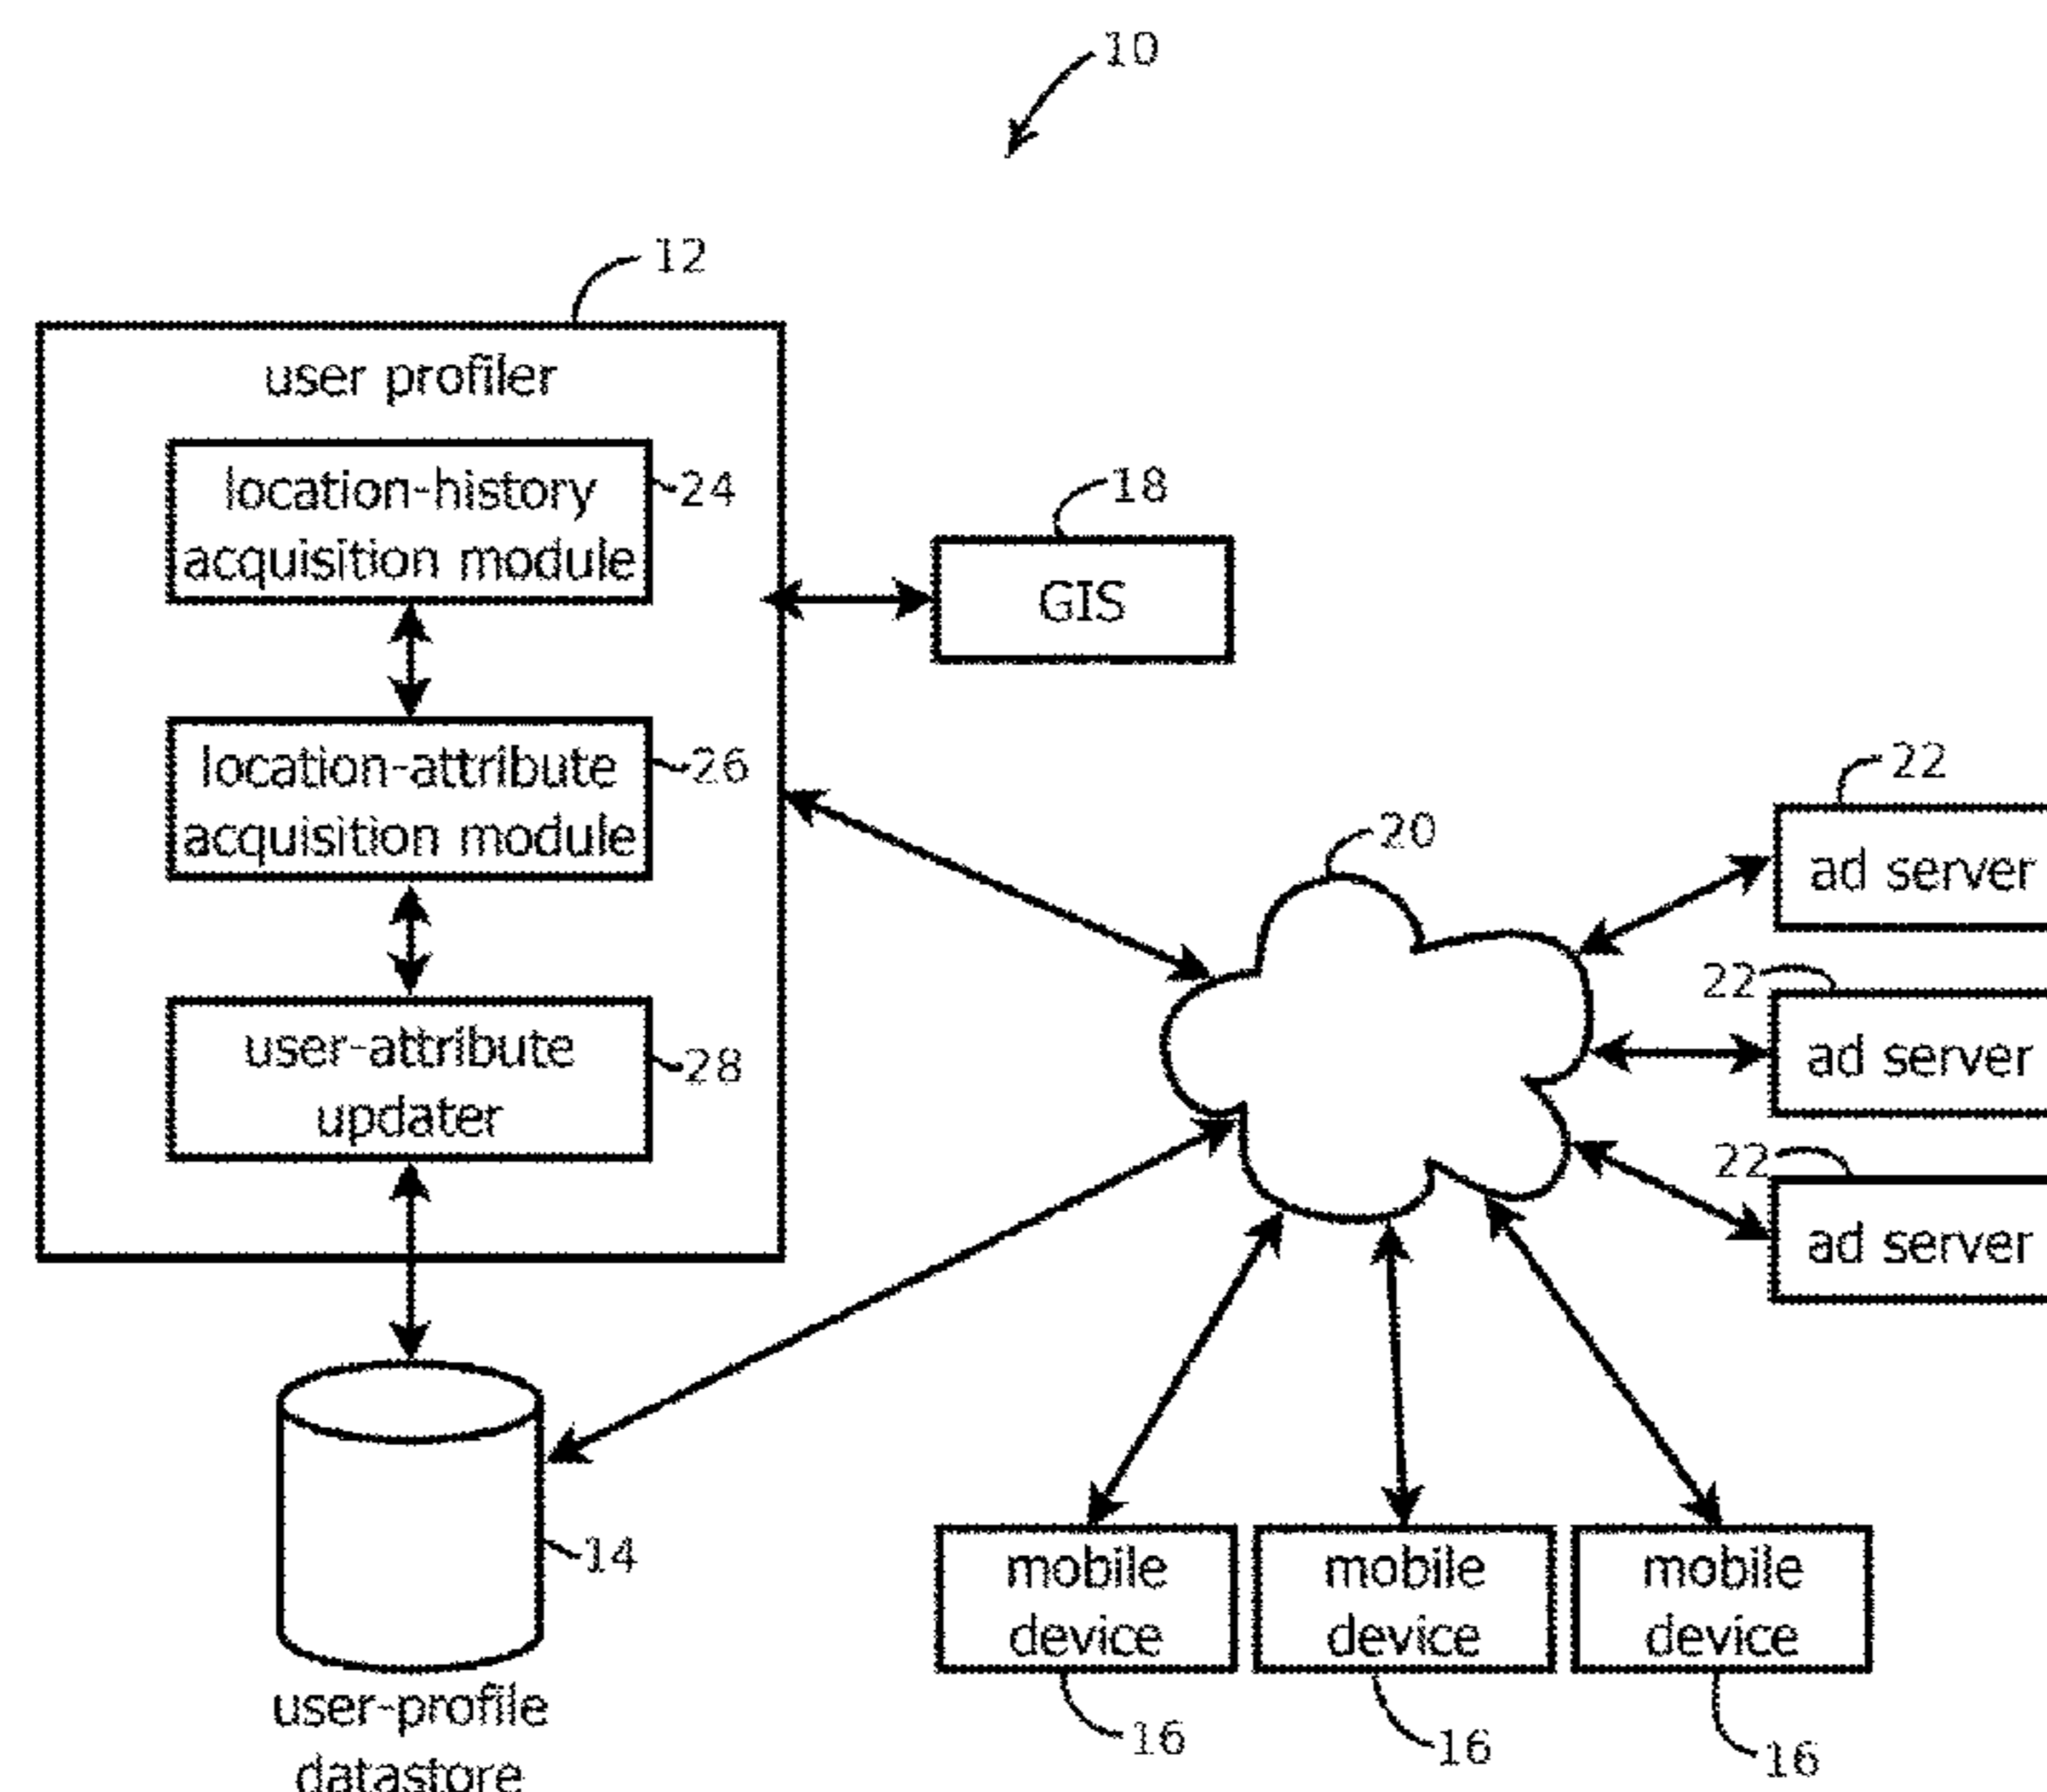 10
12
user profiler
location-history
acquisition module
24
18
GIS
location-attribute
acquisition module
26
22
ad server
20
22
ad server
user-attribute
updater
28
22
ad server
14
mobile
device
mobile
device
mobile
device
user-profile
datastore
16
16
16